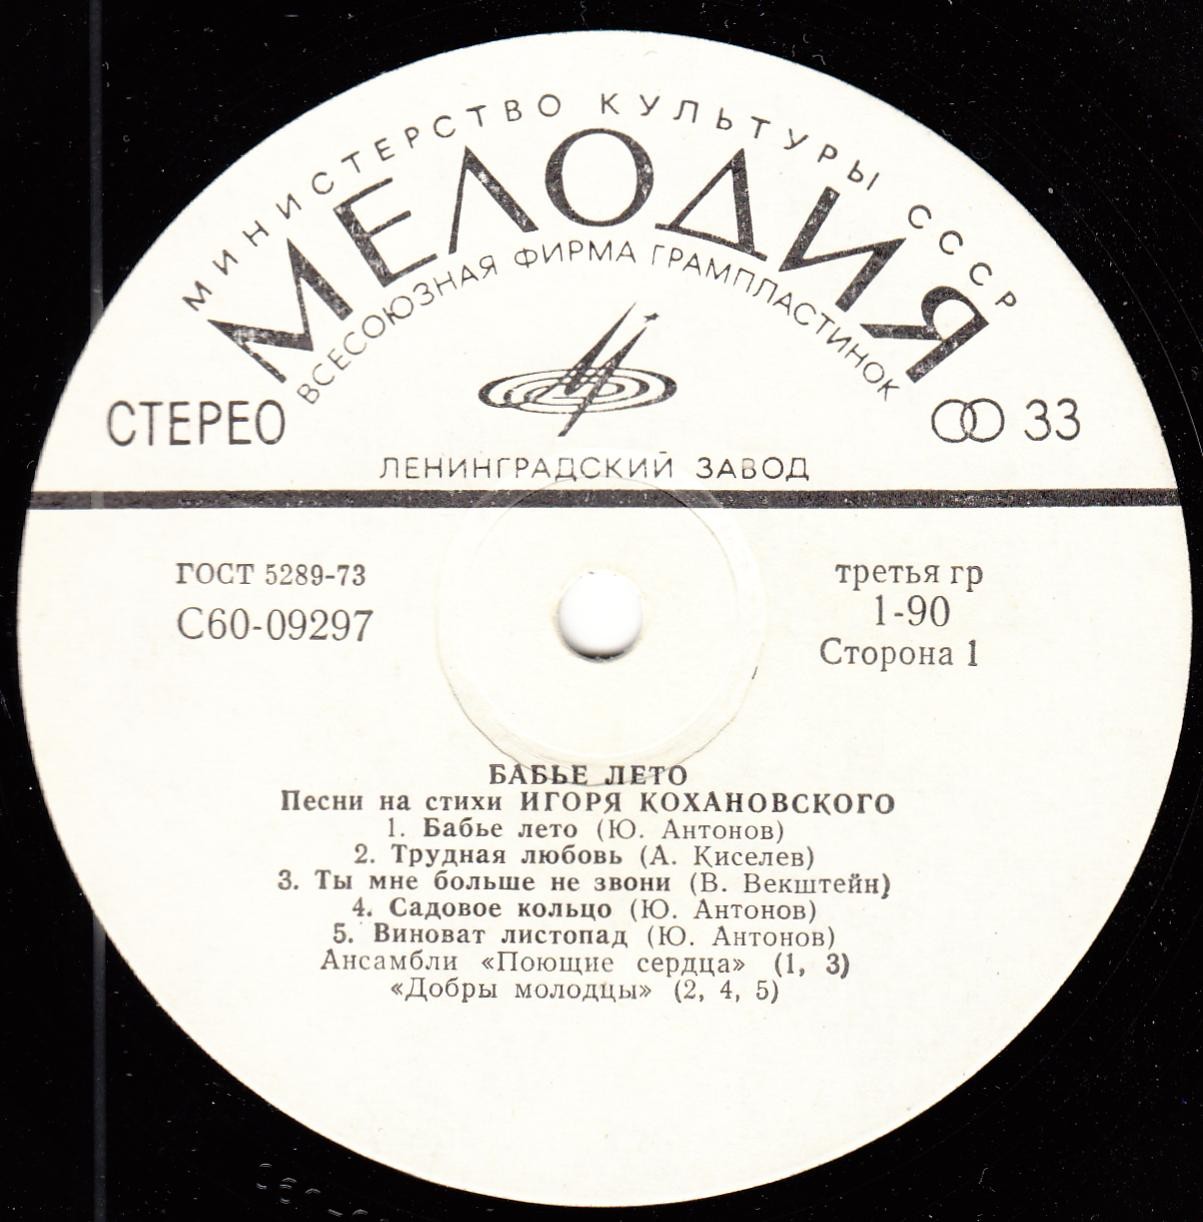 МИНИСТЕРСТВО КУЛЬТУРЫ СССР
МЕЛОДИЯ
ВСЕСОЮЗНАЯ ФИРМА ГРАМПЛАСТИНОК
СТЕРЕО
33
ЛЕНИНГРАДСКИЙ ЗАВОД
ГОСТ 5289-73
С60-09297
третья гр
1-90
Сторона 1
БАБЬЕ ЛЕТО
Песни на стихи ИГОРЯ КОХАНОВСКОГО
1. Бабье лето (Ю. Антонов)
2. Трудная любовь (А. Киселев)
3. Ты мне больше не звони (В. Векштейн)
4. Садовое кольцо (Ю. Антонов)
5. Виноват листопад (Ю. Антонов)
Ансамбли «Поющие сердца» (1, 3)
«Добры молодцы» (2, 4, 5)